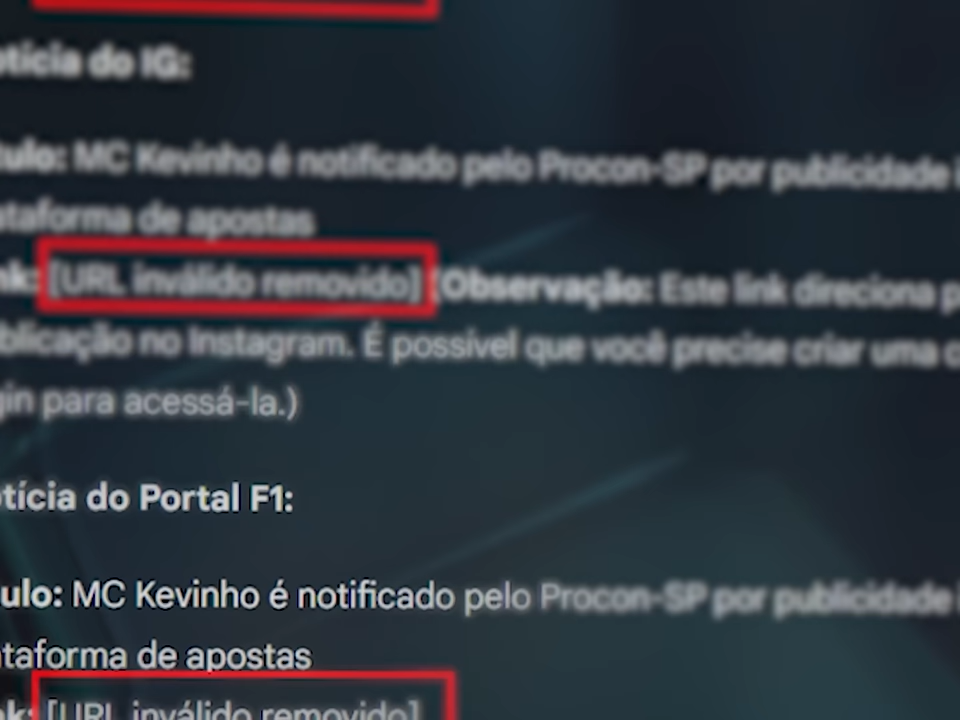 otícia do IG:
tulo: MC Kevinho é notificado pelo Procon-SP por publicidade i
ataforma de apostas
nk: [URL inválido removido] (Observação: Este link direciona p
blicação no Instagram. É possível que você precise criar uma c
gin para acessá-la.)
otícia do Portal F1:
ulo: MC Kevinho é notificado pelo Procon-SP por publicidade i
ataforma de apostas
nk: [URL inválido removido]